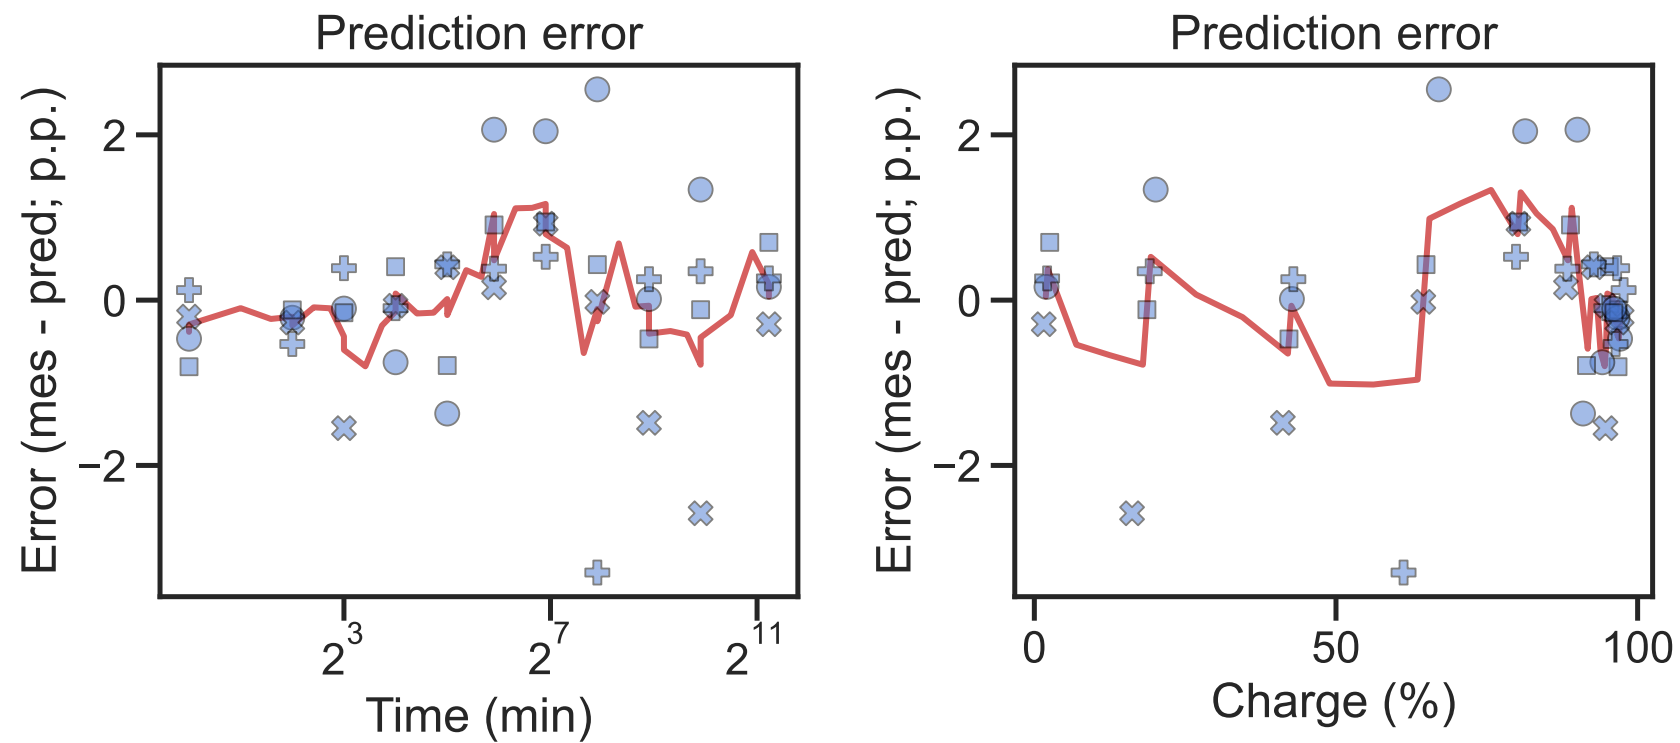 Prediction error
Error (mes - pred; p.p.)
2
0
−2
2^3
2^7
2^11
Time (min)
Prediction error
Error (mes - pred; p.p.)
2
0
−2
0
50
100
Charge (%)